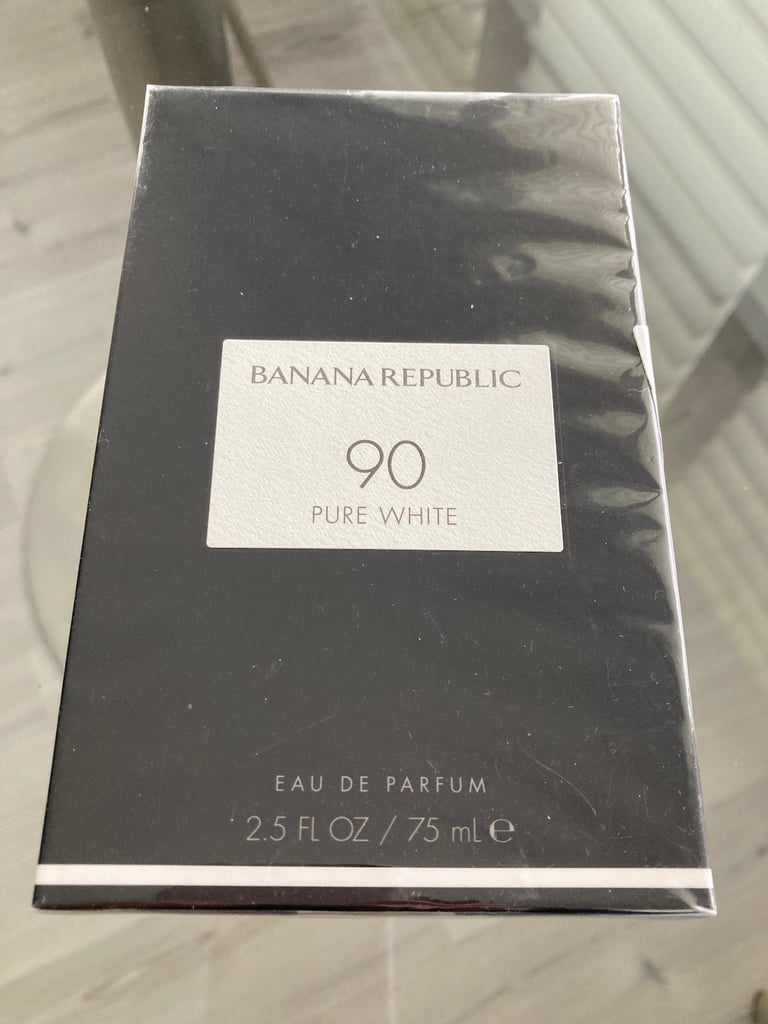 BANANA REPUBLIC
90
PURE WHITE
EAU DE PARFUM
2.5 FL OZ / 75 mL ℮